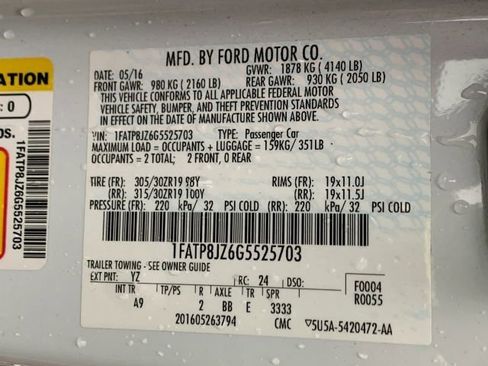 MFD. BY FORD MOTOR CO.
DATE: 05/16 GVWR: 1878 KG ( 4140 LB)
FRONT GAWR: 980 KG ( 2160 LB) REAR GAWR: 930 KG ( 2050 LB)
THIS VEHICLE CONFORMS TO ALL APPLICABLE FEDERAL MOTOR
VEHICLE SAFETY, BUMPER, AND THEFT PREVENTION STANDARDS
IN EFFECT ON THE DATE OF MANUFACTURE SHOWN ABOVE.
VIN: 1FATP8JZ6G5525703 TYPE: Passenger Car
MAXIMUM LOAD = OCCUPANTS + LUGGAGE = 159KG/ 351LB
OCCUPANTS = 2 TOTAL: 2 FRONT, 0 REAR
TIRE (FR): 305/30ZR19 98Y RIMS (FR): 19x11.0J
TIRE (RR): 315/30ZR19 100Y RIMS (RR): 19x11.5J
PRESSURE (FR): 220 kPa/ 32 PSI COLD
PRESSURE (RR): 220 kPa/ 32 PSI COLD
1FATP8JZ6G5525703
TRAILER TOWING - SEE OWNER GUIDE
EXT PNT: YZ RC: 24 DSO: F0004
R0055
INT TR TP/PS R AXLE TR SPR
A9 2 BB E 3333
201605263794 CMC 5U5A-5420472-AA
ATION
: 0
os.
1FATP8JZ6G5525703